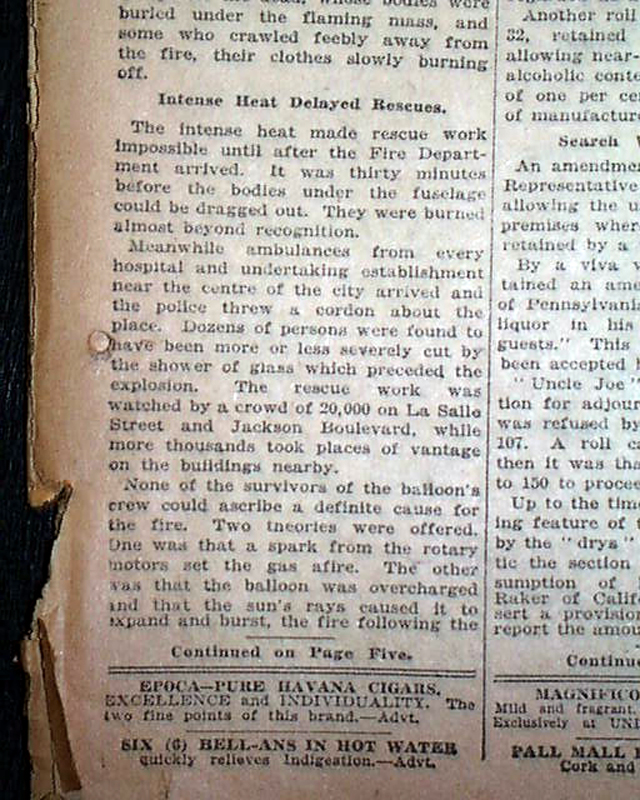 buried under the flaming mass, and
some who crawled feebly away from
the fire, their clothes slowly burning
off.
Intense Heat Delayed Rescues.
The intense heat made rescue work
impossible until after the Fire Depart-
ment arrived. It was thirty minutes
before the bodies under the fuselage
could be dragged out. They were burned
almost beyond recognition.
Meanwhile ambulances from every
hospital and undertaking establishment
near the centre of the city arrived and
the police threw a cordon about the
place. Dozens of persons were found to
have been more or less severely cut by
the shower of glass which preceded the
explosion. The rescue work was
watched by a crowd of 20,000 on La Salle
Street and Jackson Boulevard, while
more thousands took places of vantage
on the buildings nearby.
None of the survivors of the balloon's
crew could ascribe a definite cause for
the fire. Two theories were offered.
One was that a spark from the rotary
motors set the gas afire. The other
was that the balloon was overcharged
and that the sun's rays caused it to
expand and burst, the fire following the
Continued on Page Five.
EPOCA—PURE HAVANA CIGARS.
EXCELLENCE and INDIVIDUALITY. The
two fine points of this brand.—Advt.
SIX (6) BELL-ANS IN HOT WATER
quickly relieves Indigestion.—Advt.
Another roll
32, retained
allowing near-
alcoholic conte
of one per ce
of manufactur
Search
An amendme
Representative
allowing the u
premises wher
retained by a
By a viva v
tained an ame
of Pennsylvani
liquor in his
guests." This
been accepted
"Uncle Joe"
tion for adjour
was refused by
107. A roll ca
then it was tha
to 150 to procee
Up to the time
ing feature of t
by the "drys"
tie the section
sumption of
Raker of Calif
sert a provision
report the amou
Continu
MAGNIFICO
Mild and fragrant.
Exclusively at UNI
PALL MALL
Cork and